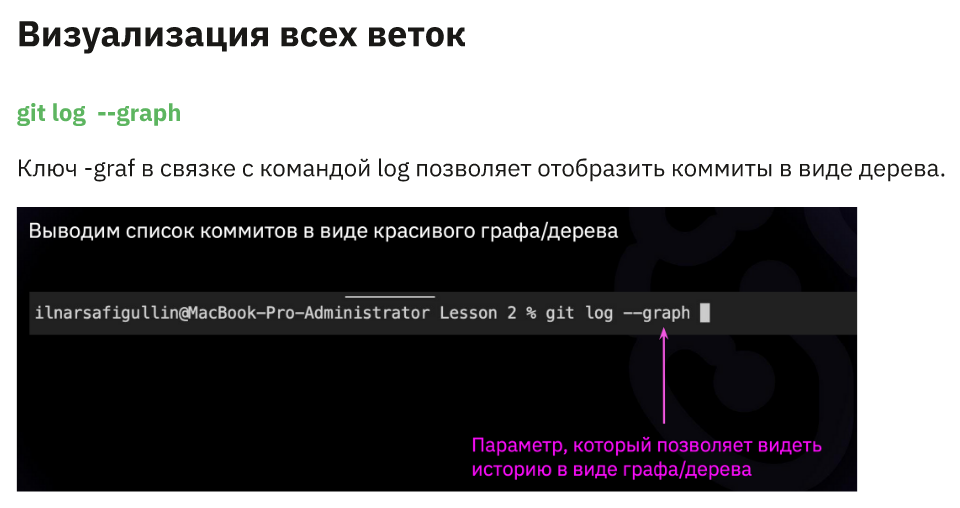 Визуализация всех веток
git log --graph
Ключ -graf в связке с командой log позволяет отобразить коммиты в виде дерева.
Выводим список коммитов в виде красивого графа/дерева
ilnarsafigullin@MacBook-Pro-Administrator Lesson 2 % git log --graph
Параметр, который позволяет видеть
историю в виде графа/дерева